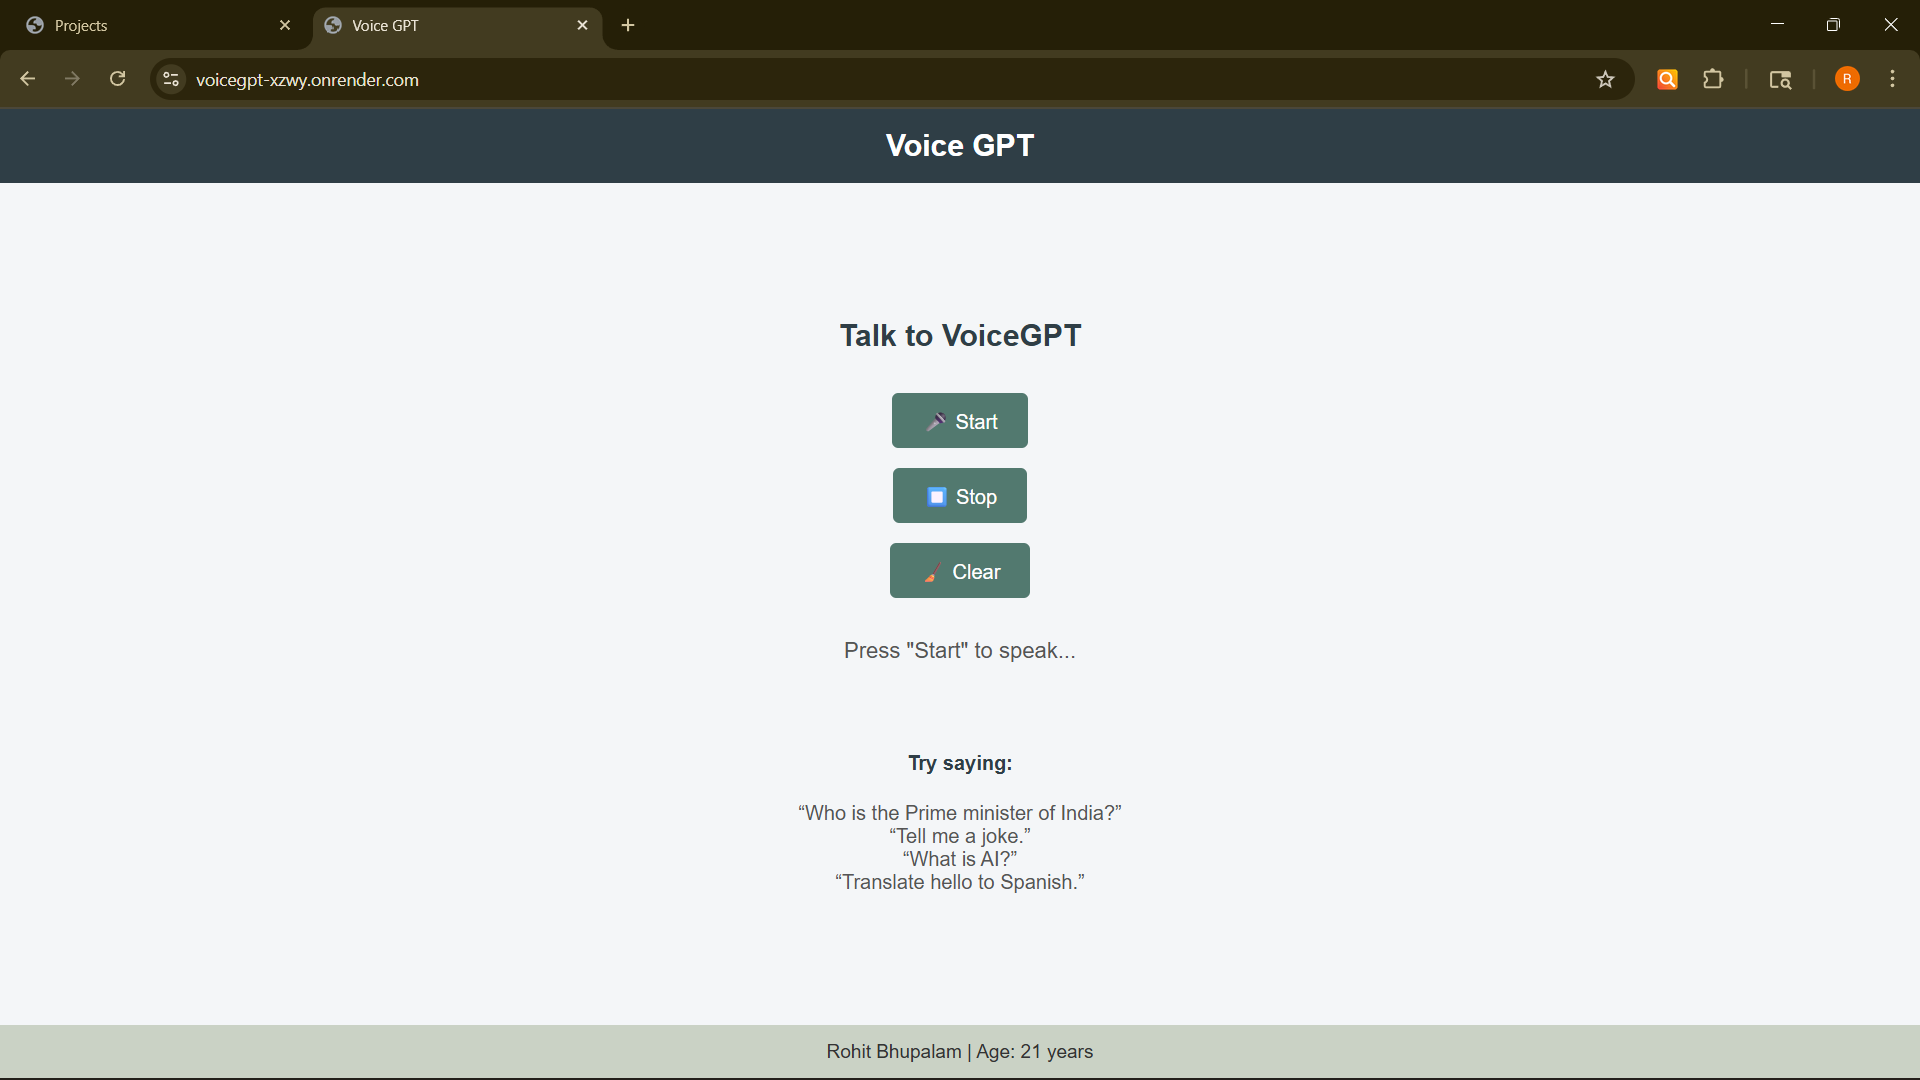 Projects
Voice GPT
voicegpt-xzwy.onrender.com
R
Voice GPT
Talk to VoiceGPT
Start
Stop
Clear
Press "Start" to speak...
Try saying:
“Who is the Prime minister of India?”
“Tell me a joke.”
“What is AI?”
“Translate hello to Spanish.”
Rohit Bhupalam | Age: 21 years